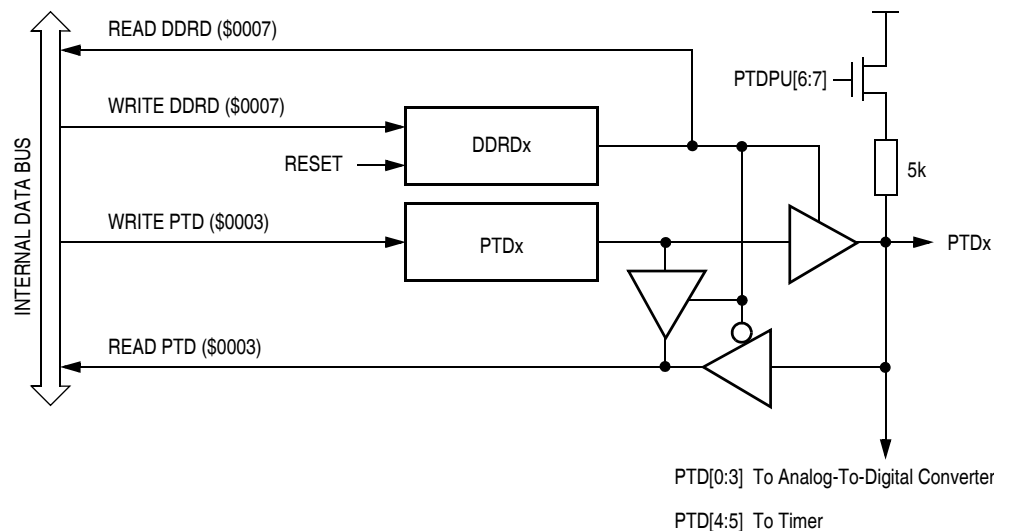 READ DDRD ($0007)
PTDPU[6:7]
WRITE DDRD ($0007)
DDRDx
RESET
5k
INTERNAL DATA BUS
WRITE PTD ($0003)
PTDx
PTDx
READ PTD ($0003)
PTD[0:3] To Analog-To-Digital Converter
PTD[4:5] To Timer